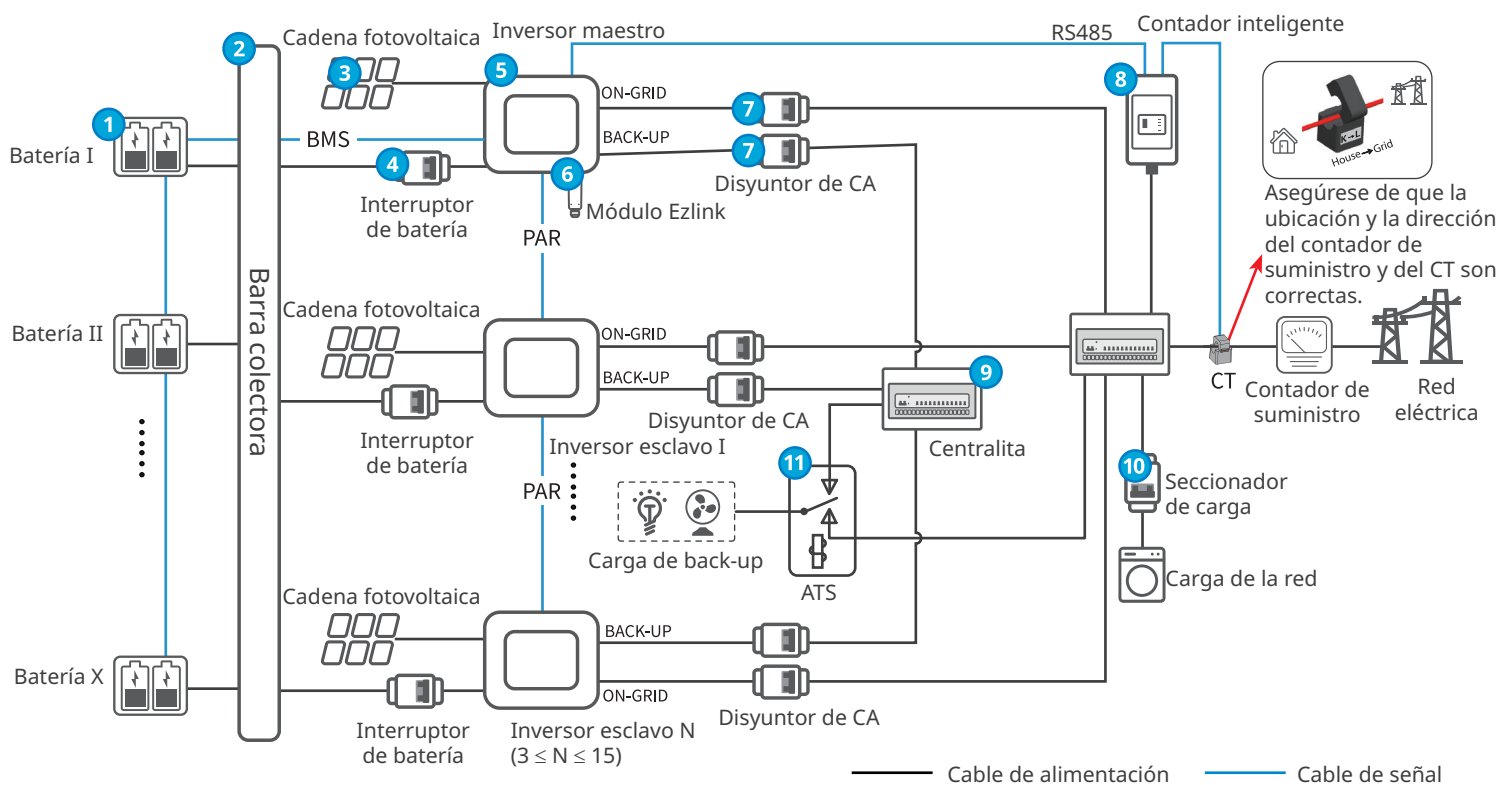 Cadena fotovoltaica
Inversor maestro
RS485
Contador inteligente
2
3
5
8
ON-GRID
7
1
BMS
BACK-UP
7
Batería I
4
6
Disyuntor de CA
Interruptor
de batería
Módulo Ezlink
PAR
K→L
House→Grid
Asegúrese de que la
ubicación y la dirección
del contador de
suministro y del CT son
correctas.
Barra colectora
Cadena fotovoltaica
Batería II
ON-GRID
BACK-UP
9
CT
Contador de
suministro
Red
eléctrica
Disyuntor de CA
Interruptor
de batería
Inversor esclavo I
Centralita
11
10
PAR
Seccionador
de carga
Carga de back-up
ATS
Carga de la red
Cadena fotovoltaica
BACK-UP
Batería X
ON-GRID
Disyuntor de CA
Interruptor
de batería
Inversor esclavo N
(3 ≤ N ≤ 15)
Cable de alimentación
Cable de señal